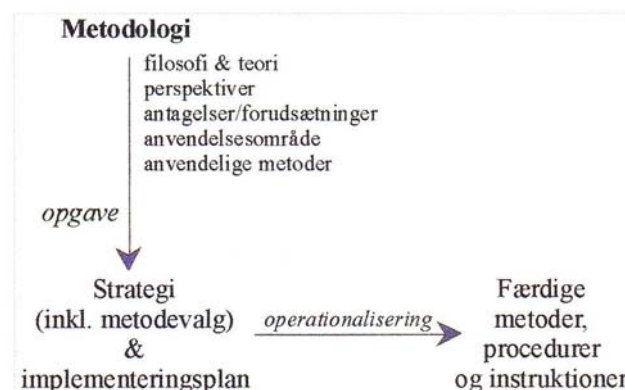 Metodologi
filosofi & teori
perspektiver
antagelser/forudsætninger
anvendelsesområde
anvendelige metoder
opgave
Strategi
(inkl. metodevalg)
&
implementeringsplan
operationalisering
Færdige
metoder,
procedurer
og instruktioner